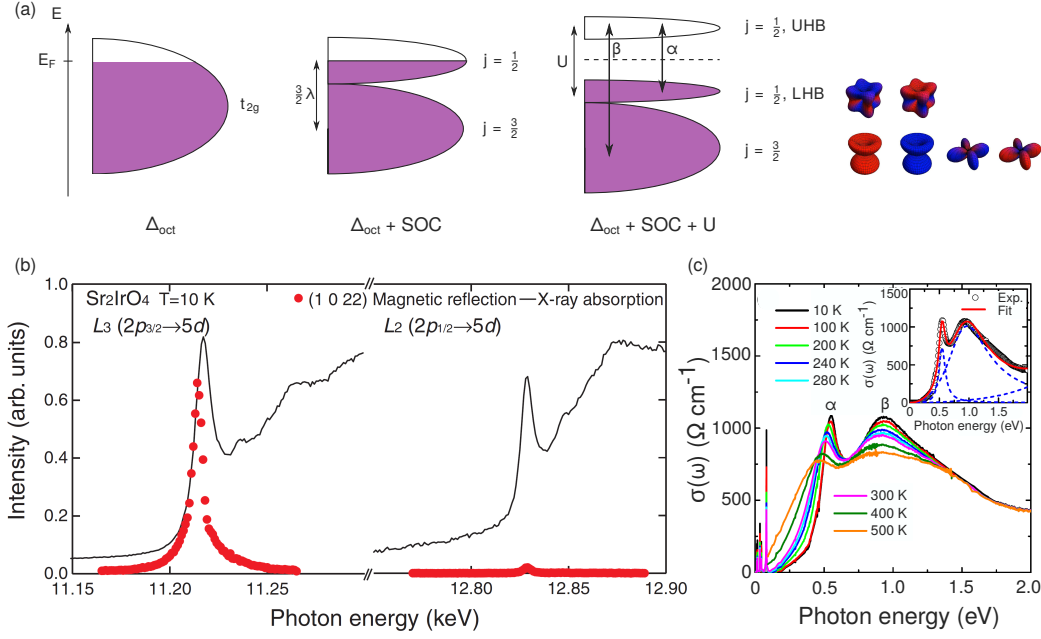 (a)
E
E_F
t_2g
Δ_oct
3/2 λ
j = 1/2
j = 3/2
Δ_oct + SOC
U
β
α
j = 1/2, UHB
j = 1/2, LHB
j = 3/2
Δ_oct + SOC + U
(b)
Sr2IrO4 T=10 K
(1 0 22) Magnetic reflection
X-ray absorption
L3 (2p3/2→5d)
L2 (2p1/2→5d)
Intensity (arb. units)
1.0
0.8
0.6
0.4
0.2
0.0
11.15 11.20 11.25 12.80 12.85 12.90
Photon energy (keV)
(c)
σ(ω) (Ω cm⁻¹)
2000
1500
1000
500
0
10 K
100 K
200 K
240 K
280 K
α
β
300 K
400 K
500 K
0 0.5 1.0 1.5 2.0
Photon energy (eV)
σ(ω) (Ω cm⁻¹)
1500
1000
500
0
Exp.
Fit
0.0 0.5 1.0 1.5
Photon energy (eV)